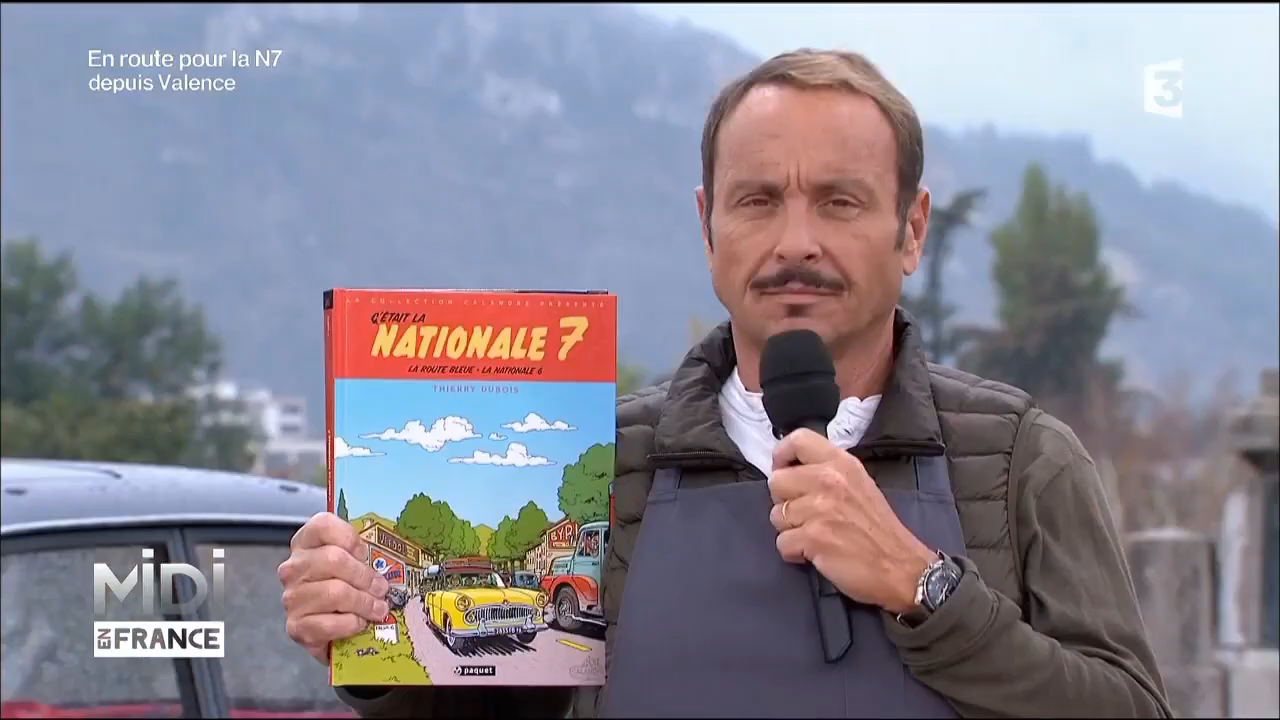 En route pour la N7
depuis Valence
3
LA COLLECTION CALANDRE PRÉSENTE
C'ÉTAIT LA
NATIONALE 7
LA ROUTE BLEUE - LA NATIONALE 6
THIERRY DUBOIS
paquet
MiDi
EN FRANCE